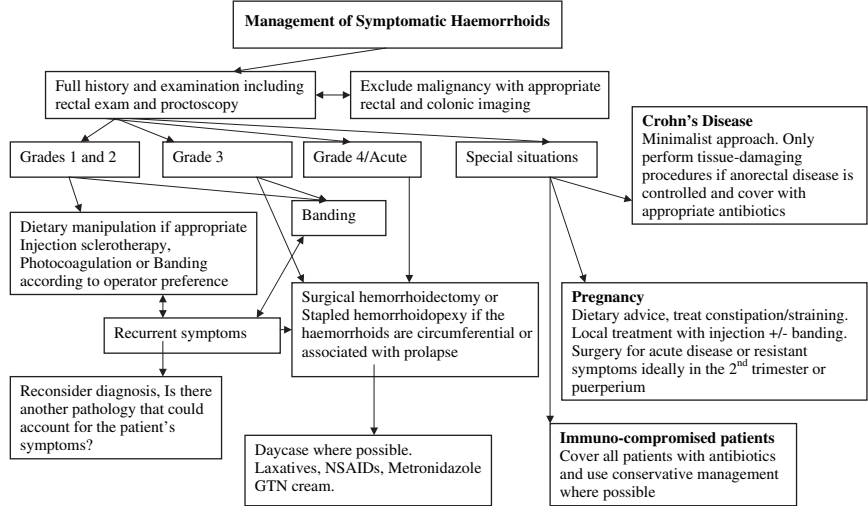 Management of Symptomatic Haemorrhoids
Full history and examination including
rectal exam and proctoscopy
Exclude malignancy with appropriate
rectal and colonic imaging
Crohn's Disease
Minimalist approach. Only
perform tissue-damaging
procedures if anorectal disease is
controlled and cover with
appropriate antibiotics
Grades 1 and 2
Grade 3
Grade 4/Acute
Special situations
Banding
Dietary manipulation if appropriate
Injection sclerotherapy,
Photocoagulation or Banding
according to operator preference
Surgical hemorrhoidectomy or
Stapled hemorrhoidopexy if the
haemorrhoids are circumferential or
associated with prolapse
Pregnancy
Dietary advice, treat constipation/straining.
Local treatment with injection +/- banding.
Surgery for acute disease or resistant
symptoms ideally in the 2nd trimester or
puerperium
Recurrent symptoms
Reconsider diagnosis, Is there
another pathology that could
account for the patient's
symptoms?
Daycase where possible.
Laxatives, NSAIDs, Metronidazole
GTN cream.
Immuno-compromised patients
Cover all patients with antibiotics
and use conservative management
where possible